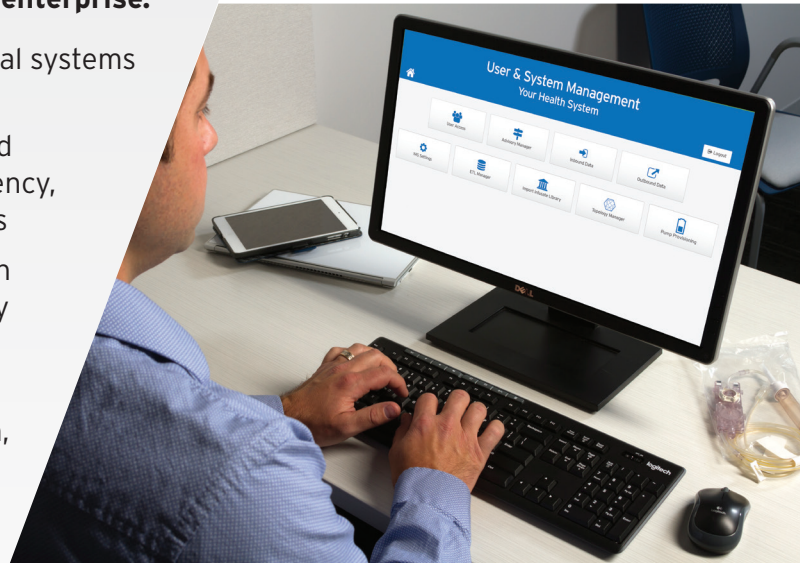 enterprise.
al systems
d
ency,
s
n
y
,
User & System Management
Your Health System
User Access
Advisory Manager
Inbound Data
Outbound Data
Logout
HIS Settings
ETL Manager
Import Infusion Library
Topology Manager
Pump Provisioning
DELL
logitech